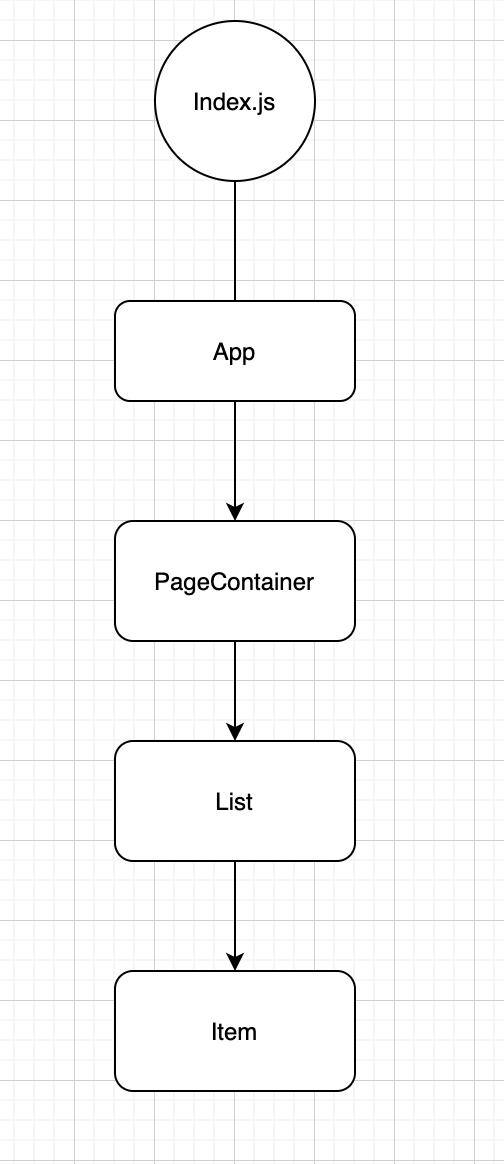 Index.js
App
PageContainer
List
Item